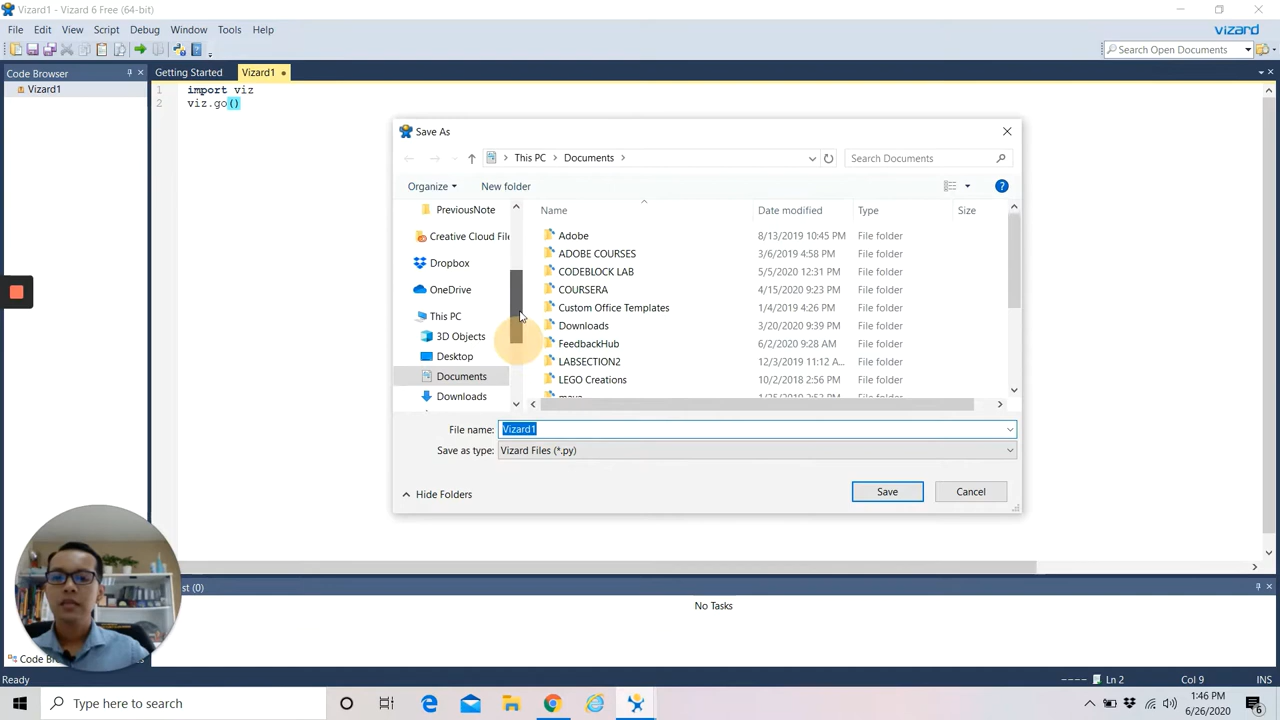 Vizard1 - Vizard 6 Free (64-bit)
File Edit View Script Debug Window Tools Help
vizard
Search Open Documents
Code Browser
Getting Started Vizard1
Vizard1
1 import viz
2 viz.go()
Save As
This PC > Documents >
Search Documents
Organize
New folder
PreviousNote
Creative Cloud File
Dropbox
OneDrive
This PC
3D Objects
Desktop
Documents
Downloads
Name Date modified Type Size
Adobe 8/13/2019 10:45 PM File folder
ADOBE COURSES 3/6/2019 4:58 PM File folder
CODEBLOCK LAB 5/5/2020 12:31 PM File folder
COURSERA 4/15/2020 9:23 PM File folder
Custom Office Templates 1/4/2019 4:26 PM File folder
Downloads 3/20/2020 9:39 PM File folder
FeedbackHub 6/2/2020 9:28 AM File folder
LABSECTION2 12/3/2019 11:12 A... File folder
LEGO Creations 10/2/2018 2:56 PM File folder
File name: Vizard1
Save as type: Vizard Files (*.py)
Hide Folders
Save
Cancel
st (0)
No Tasks
Code Br
Ready
Ln 2
Col 9
INS
Type here to search
1:46 PM
6/26/2020
6